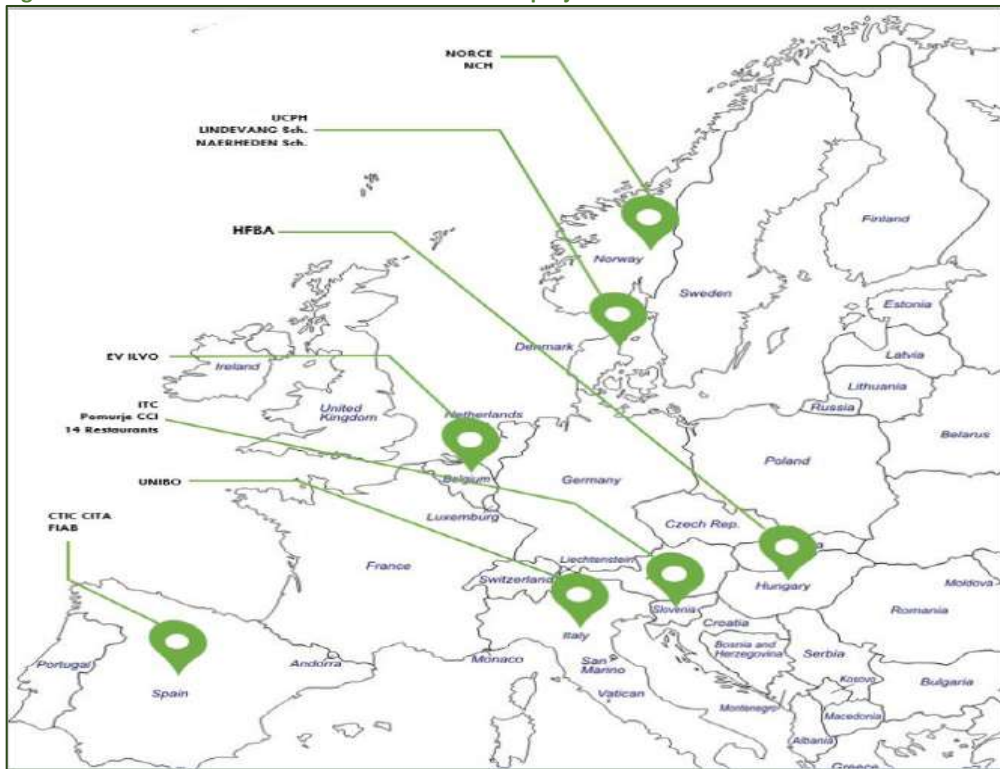 NORCE
NCH
UCPH
LINDEVANG Sch.
NAERHEDEN Sch.
HFBA
EV ILVO
ITC
Pomurje CCI
14 Restaurants
UNIBO
CTIC CITA
FIAB
Finland
Norway
Sweden
Estonia
Denmark
Latvia
Ireland
Lithuania
United
Kingdom
Russia
Netherlands
Belarus
Poland
Belgium
Germany
Luxemburg
Czech Rep.
France
Liechtenstein
Switzerland
Hungary
Moldova
Slovenia
Romania
Croatia
Italy
Bosnia and
Herzegovina
Serbia
Portugal
Andorra
Monaco
San
Marino
Kosovo
Bulgaria
Spain
Vatican
Montenegro
Macedonia
Albania
Greece